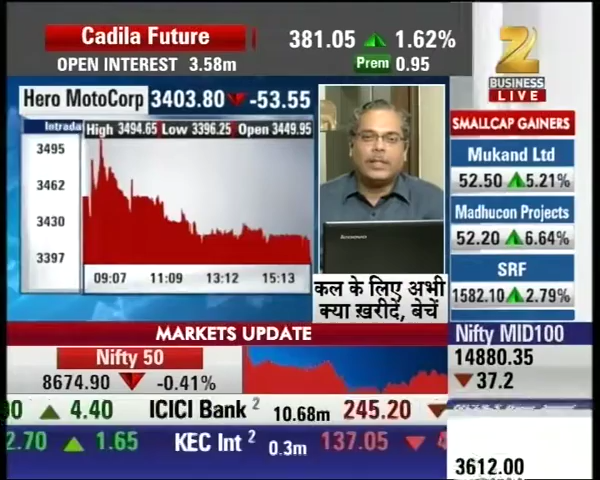 Cadila Future
381.05 1.62%
OPEN INTEREST 3.58m
Prem 0.95
Z
BUSINESS
LIVE
Hero MotoCorp 3403.80 -53.55
Intrada High 3494.65 Low 3396.25 Open 3449.95
3495
3462
3430
3397
09:07 11:09 13:12 15:13
lenovo
कल के लिए अभी
क्या ख़रीदें, बेचें
SMALLCAP GAINERS
Mukand Ltd
52.50 5.21%
Madhucon Projects
52.20 6.64%
SRF
1582.10 2.79%
MARKETS UPDATE
Nifty 50
8674.90 -0.41%
Nifty MID100
14880.35
37.2
00 4.40 ICICI Bank 2 10.68m 245.20
2.70 1.65 KEC Int 2 0.3m 137.05 4
3612.00